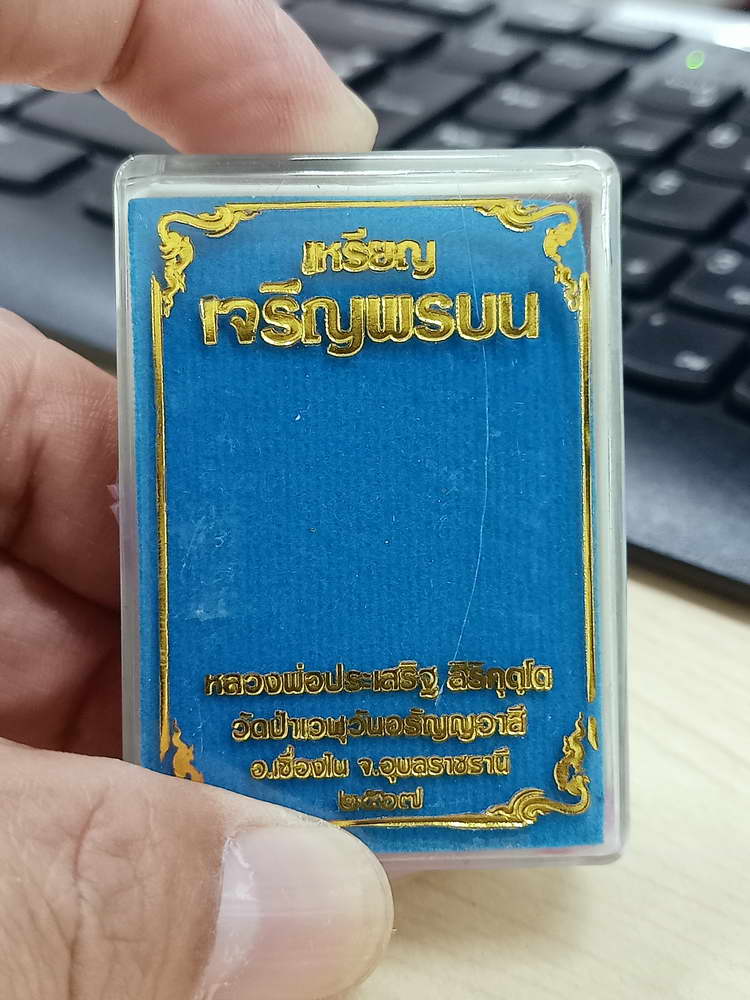 เหรียญ
เจริญพรบน
หลวงพ่อประเสริฐ สิริคุตฺโต
วัดป่าเวฬุวันอรัญญวาสี
อ.เขื่องใน จ.อุบลราชธานี
๒๕๖๗